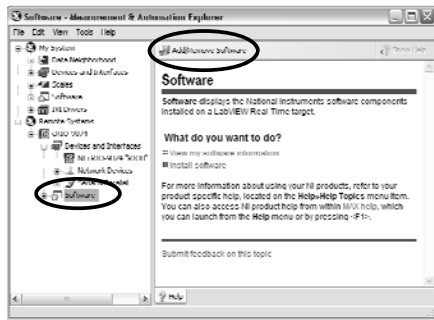 Software - Measurement & Automation Explorer
File Edit View Tools Help
My System
Data Neighborhood
Devices and Interfaces
Scales
Software
IVI Drivers
Remote Systems
cRIO-9074
Devices and Interfaces
Network Devices
Software
Add/Remove Software
Show Help
Software
Software displays the National Instruments software components
installed on a LabVIEW Real-Time target.
What do you want to do?
View my software information
Install software
For more information about using your NI products, refer to your
product specific help, located on the Help»Help Topics menu item.
You can also access NI product help from within MAX help, which
you can launch from the Help menu or by pressing <F1>.
Submit feedback on this topic
Help